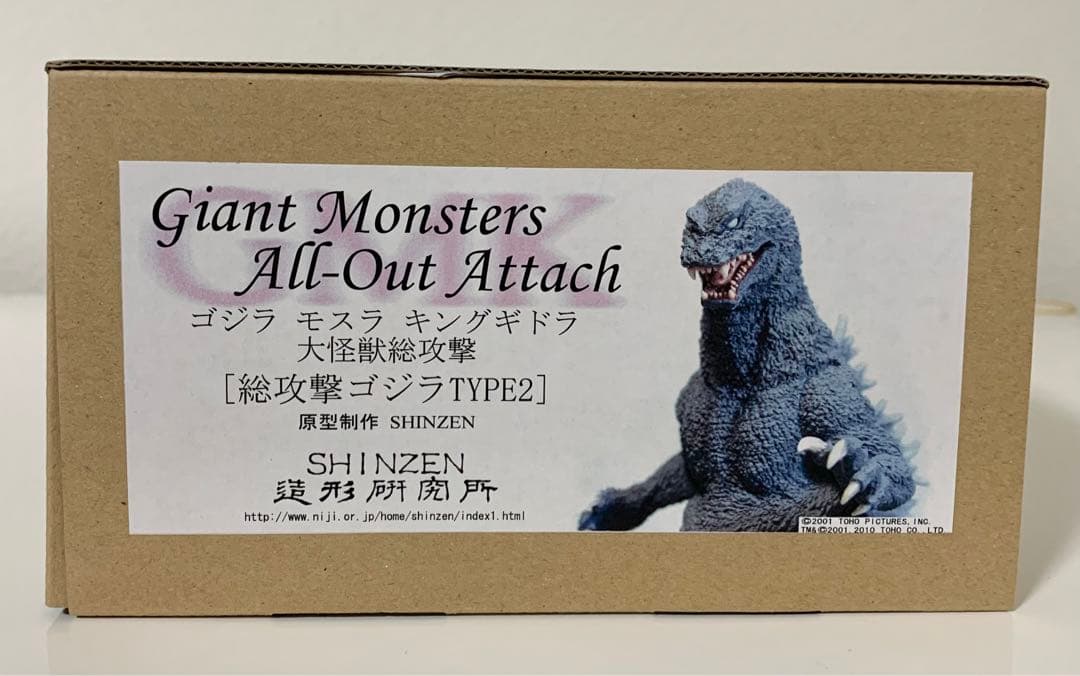 GMK
Giant Monsters
All-Out Attach
ゴジラ モスラ キングギドラ
大怪獣総攻撃
[総攻撃ゴジラTYPE2]
原型制作 SHINZEN
SHINZEN
造形研究所
http://www.niji.or.jp/home/shinzen/index1.html
©2001 TOHO PICTURES, INC.
TM&©2001, 2010 TOHO CO., LTD